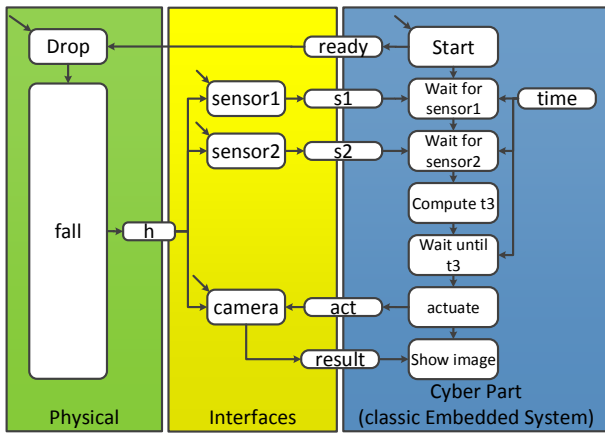 Drop
ready
Start
sensor1
s1
Wait for
sensor1
time
sensor2
s2
Wait for
sensor2
Compute t3
fall
h
Wait until
t3
camera
act
actuate
result
Show image
Physical
Interfaces
Cyber Part
(classic Embedded System)